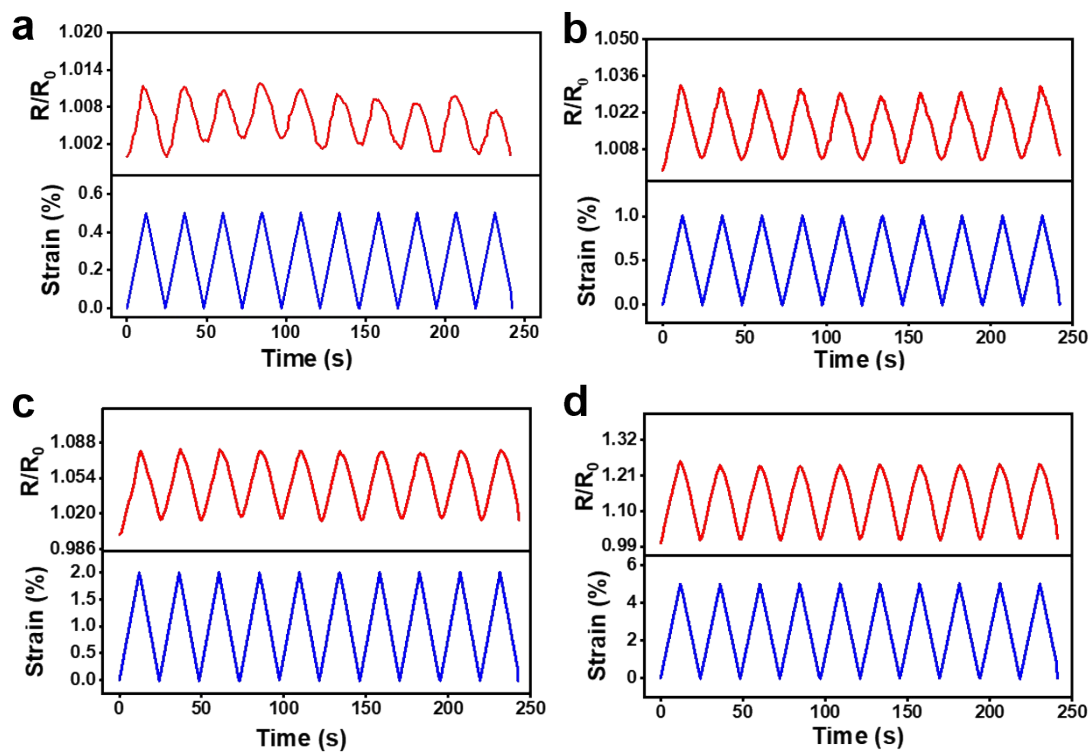 a
1.020
1.014
1.008
1.002
R/R0
0.6
0.4
0.2
0.0
Strain (%)
0 50 100 150 200 250
Time (s)
b
1.050
1.036
1.022
1.008
R/R0
1.0
0.5
0.0
Strain (%)
0 50 100 150 200 250
Time (s)
c
1.088
1.054
1.020
0.986
R/R0
2.0
1.5
1.0
0.5
0.0
Strain (%)
0 50 100 150 200 250
Time (s)
d
1.32
1.21
1.10
0.99
R/R0
6
4
2
0
Strain (%)
0 50 100 150 200 250
Time (s)